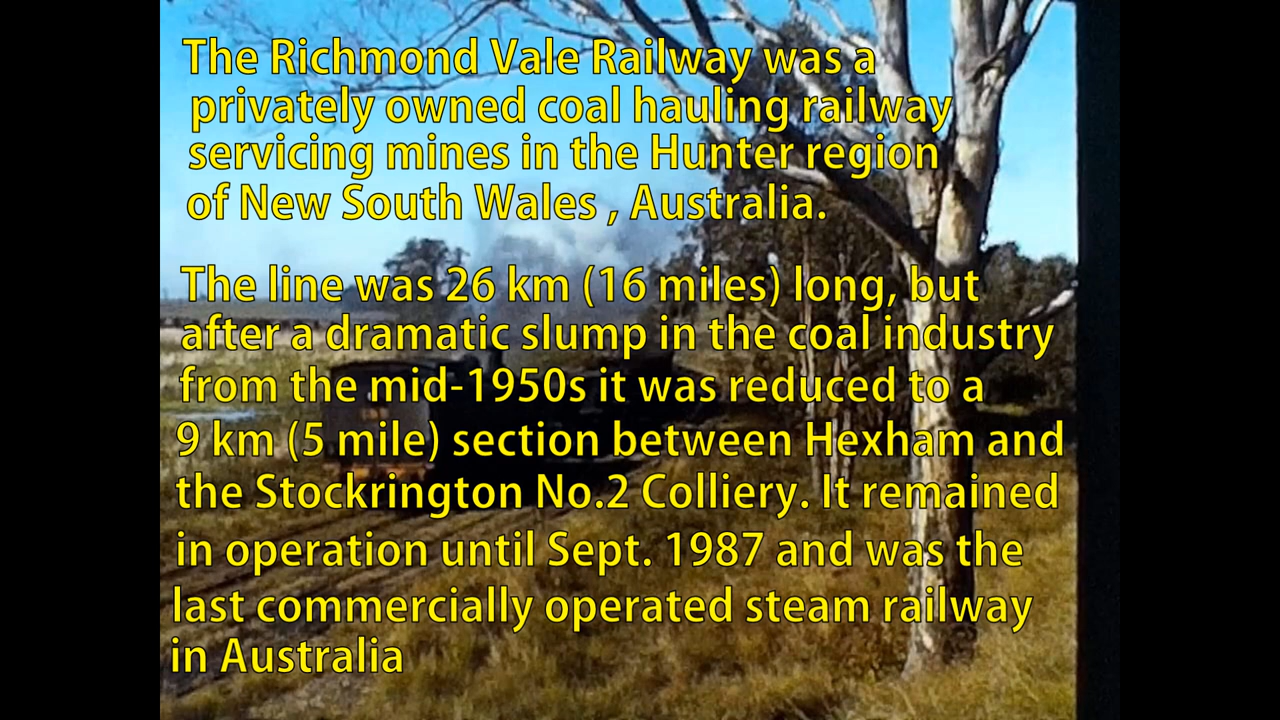 The Richmond Vale Railway was a
privately owned coal hauling railway
servicing mines in the Hunter region
of New South Wales , Australia.
The line was 26 km (16 miles) long, but
after a dramatic slump in the coal industry
from the mid-1950s it was reduced to a
9 km (5 mile) section between Hexham and
the Stockrington No.2 Colliery. It remained
in operation until Sept. 1987 and was the
last commercially operated steam railway
in Australia